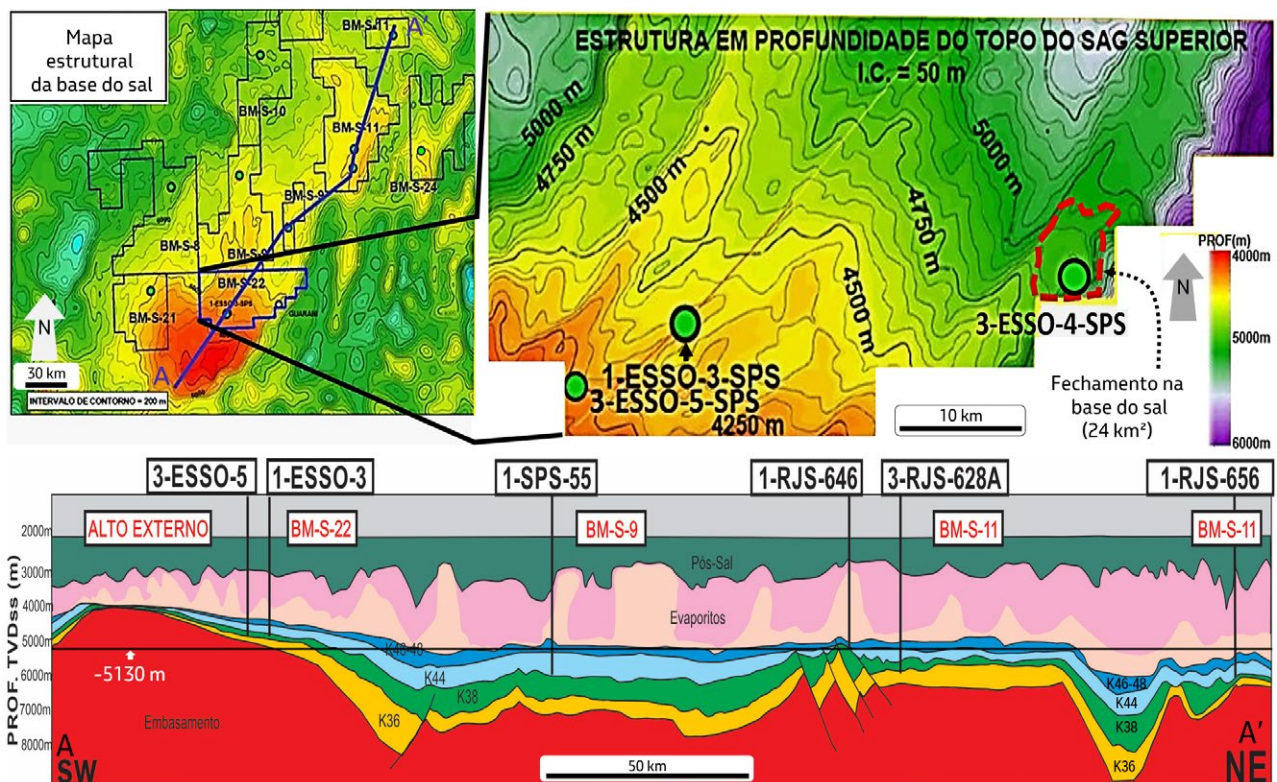 Mapa
estrutural
da base do sal
A'
BM-S-11
BM-S-10
BM-S-11
BM-S-24
BM-S-9
BM-S-8
BM-S-9
BM-S-22
1-ESSO-3-SPS
BM-S-21
GUARANI
N
30 km
A
INTERVALO DE CONTORNO = 200 m
ESTRUTURA EM PROFUNDIDADE DO TOPO DO SAG SUPERIOR
I.C. = 50 m
5000 m
4750 m
4500 m
5000 m
4750 m
4500 m
3-ESSO-4-SPS
1-ESSO-3-SPS
3-ESSO-5-SPS
4250 m
10 km
PROF(m)
4000m
5000m
6000m
N
Fechamento na
base do sal
(24 km²)
3-ESSO-5
1-ESSO-3
1-SPS-55
1-RJS-646
3-RJS-628A
1-RJS-656
ALTO EXTERNO
BM-S-22
BM-S-9
BM-S-11
BM-S-11
PROF. TVDss (m)
2000m
3000m
4000m
5000m
6000m
7000m
8000m
Pós-Sal
Evaporitos
-5130 m
Embasamento
K46-48
K44
K38
K36
K46-48
K44
K38
K36
A
SW
50 km
A'
NE